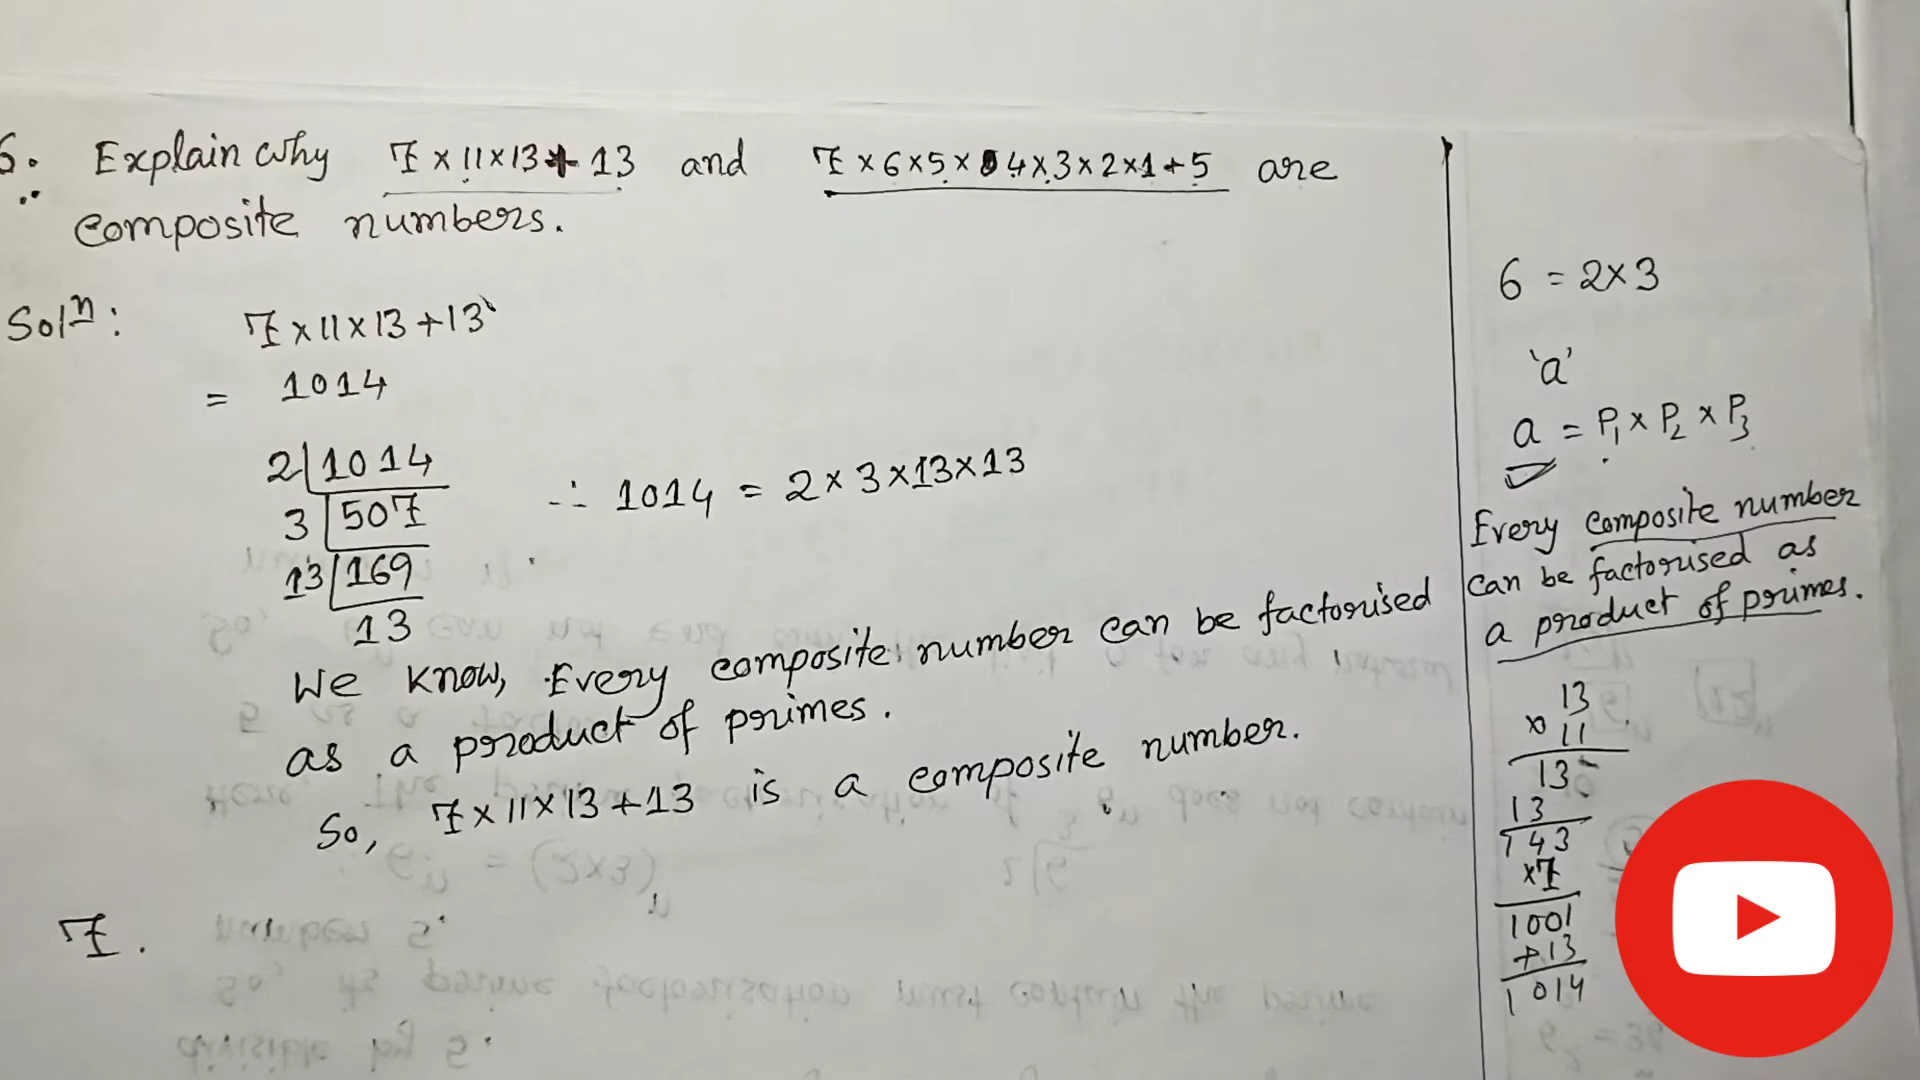 6. Explain why 7 × 11 × 13 + 13 and 7 × 6 × 5 × 4 × 3 × 2 × 1 + 5 are
composite numbers.
Solⁿ: 7 × 11 × 13 + 13
= 1014
2 | 1014
3 | 507
13 | 169
13
∴ 1014 = 2 × 3 × 13 × 13
We know, Every composite number can be factorised
as a product of primes.
So, 7 × 11 × 13 + 13 is a composite number.
7.
6 = 2 × 3
'a'
a = P₁ × P₂ × P₃
Every composite number
can be factorised as
a product of primes.
13
× 11
13
13
143
× 7
1001
+ 13
1014